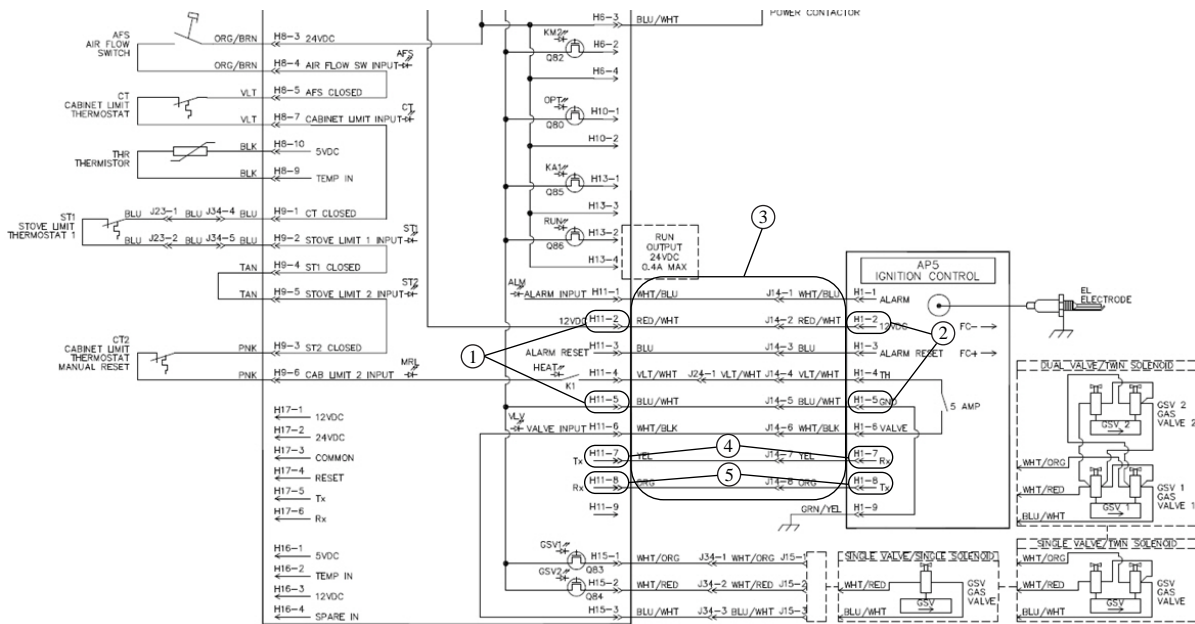 AFS
AIR FLOW
SWITCH
ORG/BRN
H8-3
24VDC
ORG/BRN
H8-4
AIR FLOW SW INPUT
AFS
CT
CABINET LIMIT
THERMOSTAT
VLT
H8-5
AFS CLOSED
VLT
H8-7
CABINET LIMIT INPUT
CT
THR
THERMISTOR
BLK
H8-10
5VDC
BLK
H8-9
TEMP IN
ST1
STOVE LIMIT
THERMOSTAT 1
BLU
J23-1
BLU
J34-4
BLU
H9-1
CT CLOSED
BLU
J23-2
BLU
J34-5
BLU
H9-2
STOVE LIMIT 1 INPUT
ST1
TAN
H9-4
ST1 CLOSED
TAN
H9-5
STOVE LIMIT 2 INPUT
ST2
CT2
CABINET LIMIT
THERMOSTAT
MANUAL RESET
PNK
H9-3
ST2 CLOSED
PNK
H9-6
CAB LIMIT 2 INPUT
MRL
H17-1
12VDC
H17-2
24VDC
H17-3
COMMON
H17-4
RESET
H17-5
Tx
H17-6
Rx
H16-1
5VDC
H16-2
TEMP IN
H16-3
12VDC
H16-4
SPARE IN
H6-3
BLU/WHT
POWER CONTACTOR
KM2
Q82
H6-2
H6-4
OPT
Q80
H10-1
H10-2
KA1
Q85
H13-1
H13-3
RUN
Q86
H13-2
H13-4
RUN
OUTPUT
24VDC
0.4A MAX
3
ALM
ALARM INPUT
H11-1
WHT/BLU
J14-1
WHT/BLU
H1-1
ALARM
12VDC
H11-2
RED/WHT
J14-2
RED/WHT
H1-2
12VDC
1
2
ALARM RESET
H11-3
BLU
J14-3
BLU
H1-3
ALARM RESET
HEAT
K1
H11-4
VLT/WHT
J24-1
VLT/WHT
J14-4
VLT/WHT
H1-4
TH
H11-5
BLU/WHT
J14-5
BLU/WHT
H1-5
GND
5 AMP
VLV
VALVE INPUT
H11-6
WHT/BLK
J14-6
WHT/BLK
H1-6
VALVE
Tx
H11-7
YEL
4
J14-7
YEL
H1-7
Rx
Rx
H11-8
ORG
5
J14-8
ORG
H1-8
Tx
H11-9
GRN/YEL
H1-9
AP5
IGNITION CONTROL
FC-
FC+
EL
ELECTRODE
GSV1
Q83
H15-1
WHT/ORG
J34-1
WHT/ORG
J15-1
GSV2
Q84
H15-2
WHT/RED
J34-2
WHT/RED
J15-2
H15-3
BLU/WHT
J34-3
BLU/WHT
J15-3
SINGLE VALVE/SINGLE SOLENOID
WHT/RED
BLU/WHT
GSV
GSV
GAS
VALVE
DUAL VALVE/TWIN SOLENOID
GSV 2
GSV 2
GAS
VALVE 2
WHT/ORG
WHT/RED
BLU/WHT
GSV 1
GSV 1
GAS
VALVE 1
SINGLE VALVE/TWIN SOLENOID
WHT/ORG
WHT/RED
BLU/WHT
GSV
GSV
GAS
VALVE